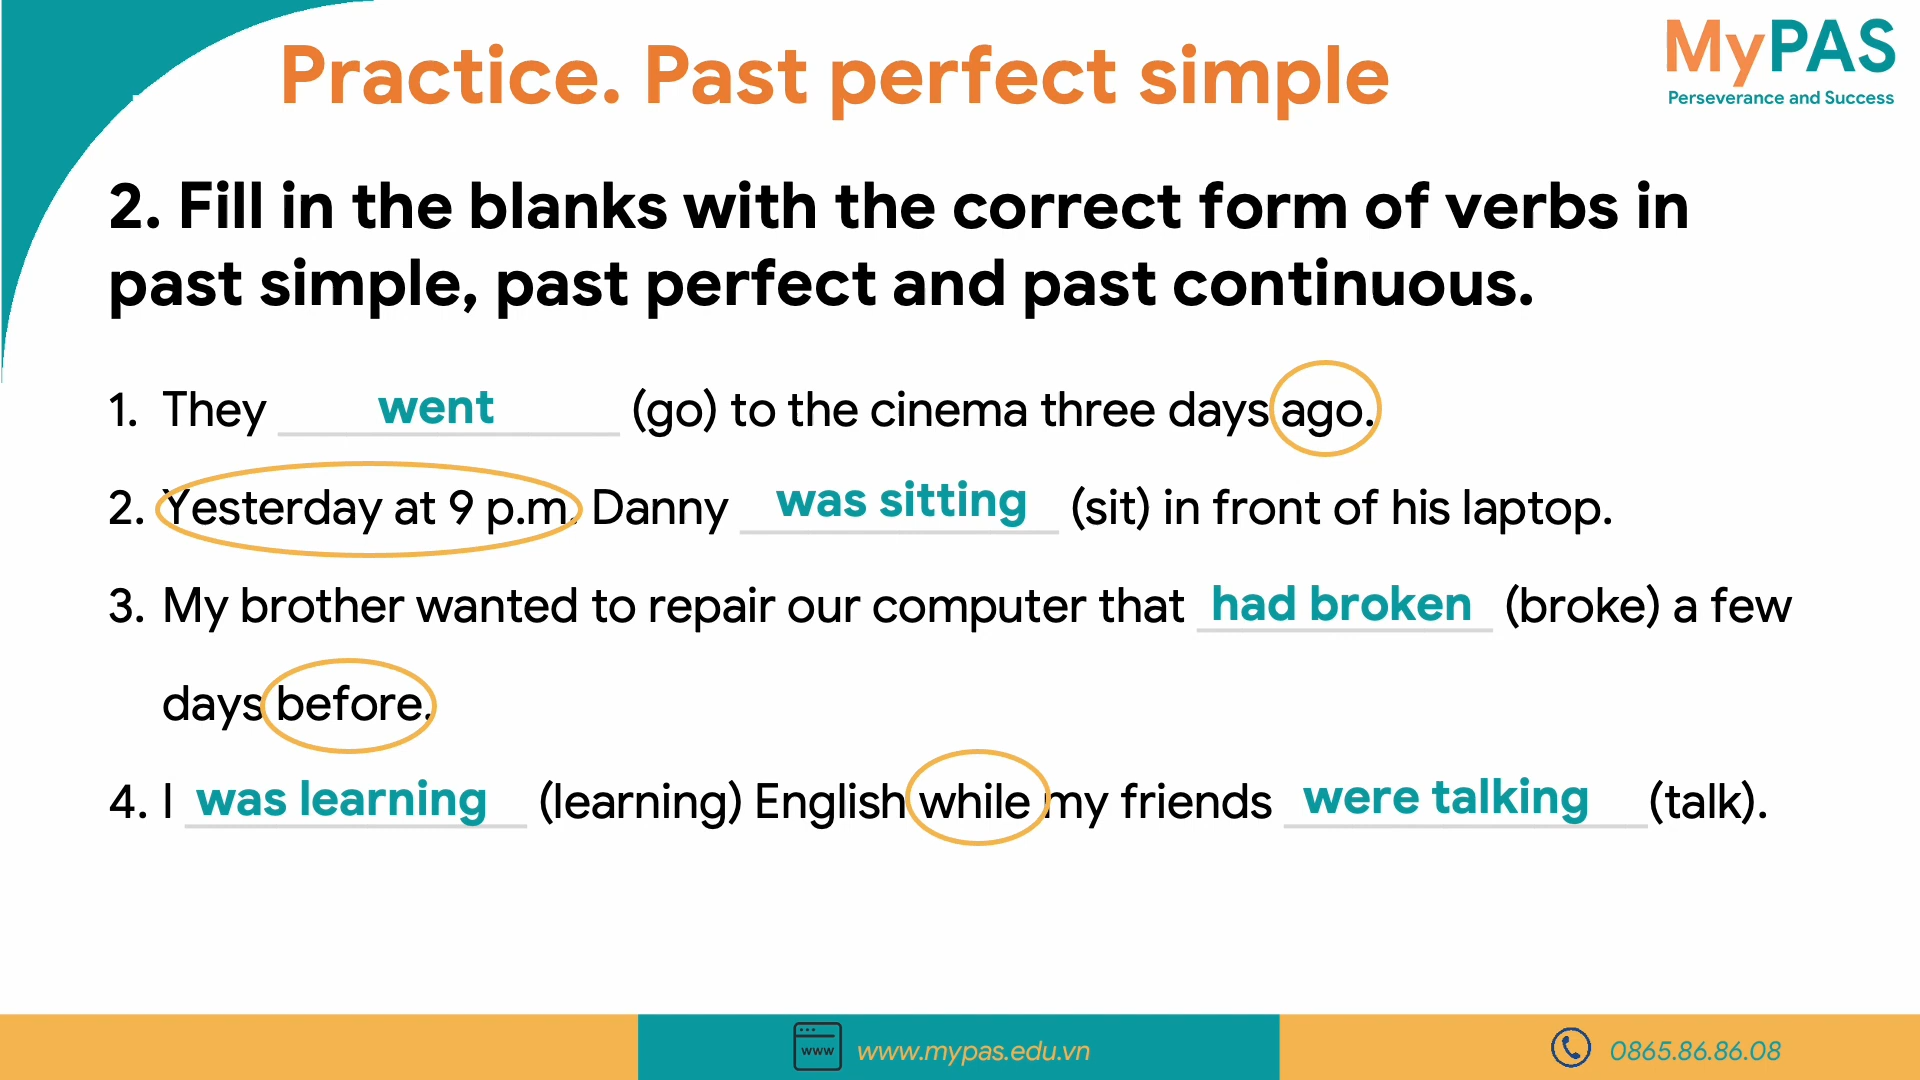 Practice. Past perfect simple
MyPAS
Perseverance and Success
2. Fill in the blanks with the correct form of verbs in
past simple, past perfect and past continuous.
1. They went (go) to the cinema three days ago.
2. Yesterday at 9 p.m. Danny was sitting (sit) in front of his laptop.
3. My brother wanted to repair our computer that had broken (broke) a few
days before.
4. I was learning (learning) English while my friends were talking (talk).
www www.mypas.edu.vn
0865.86.86.08